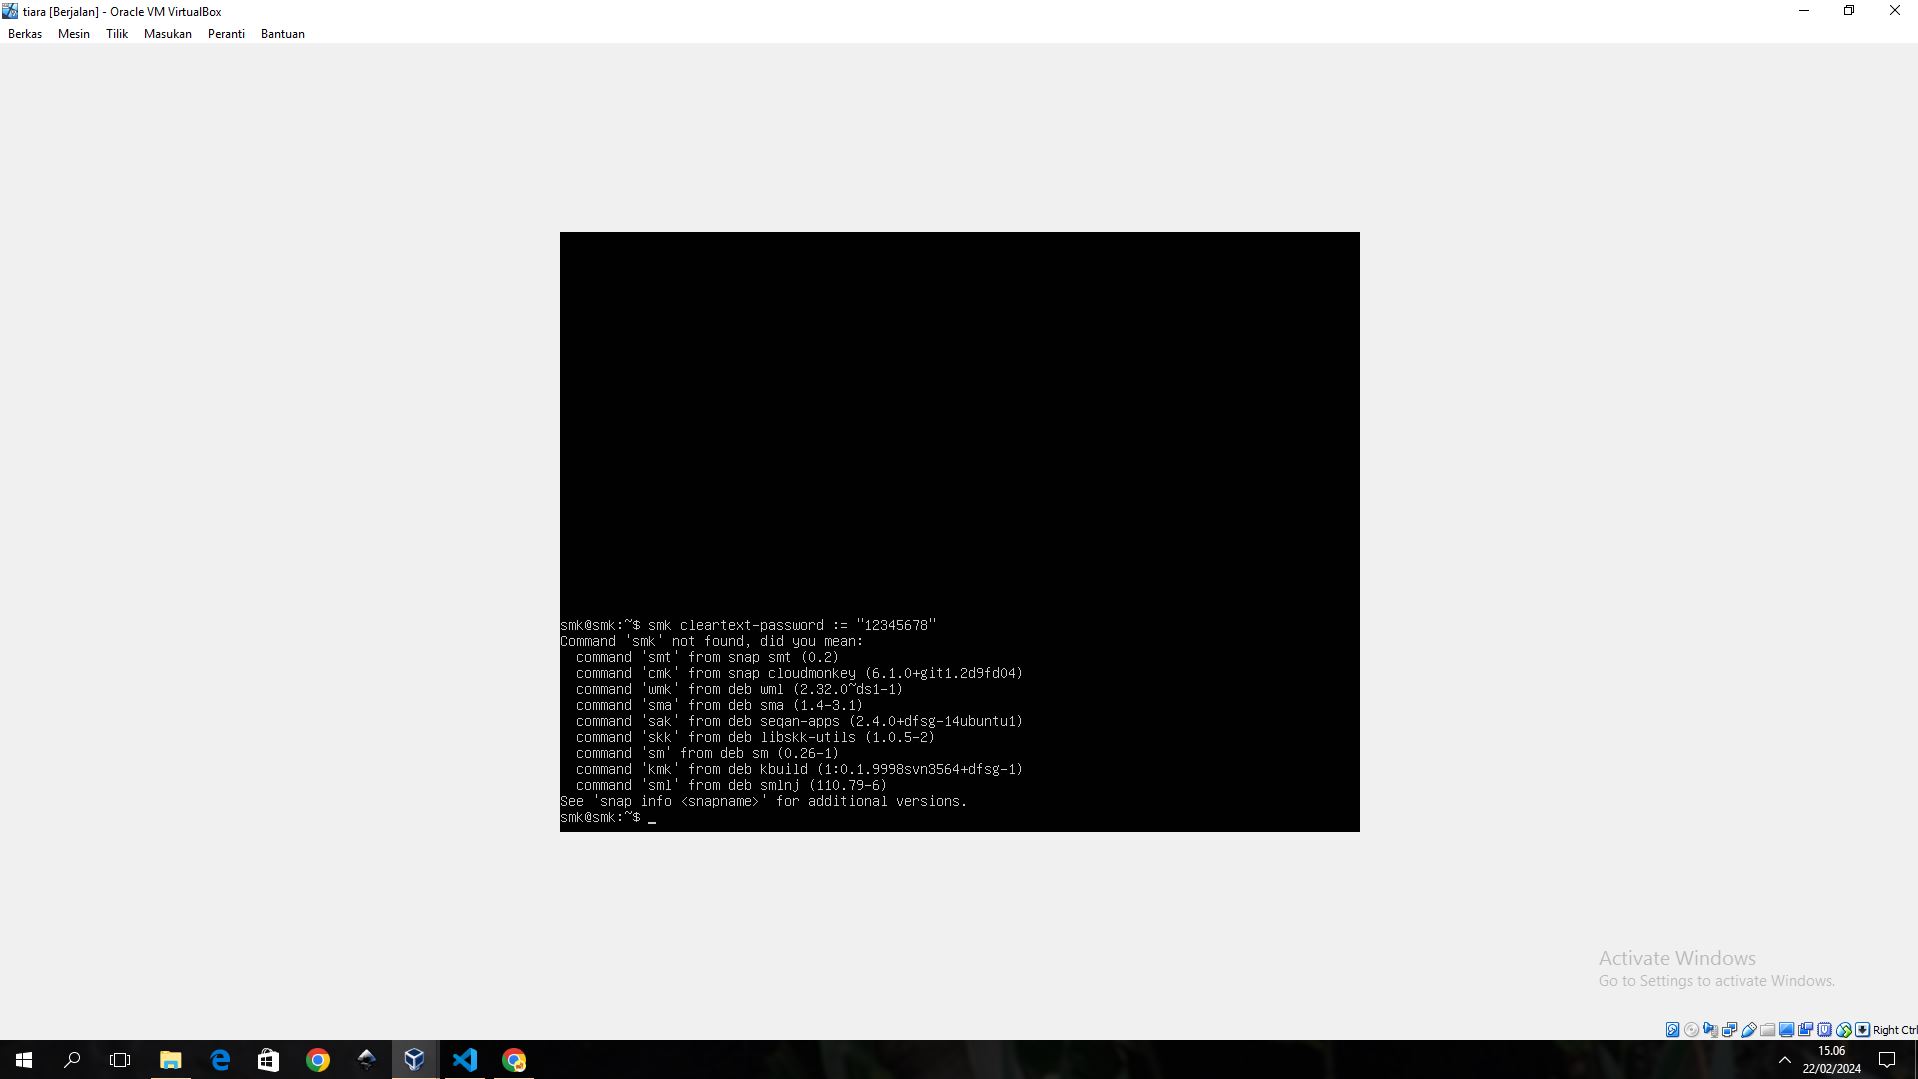 tiara [Berjalan] - Oracle VM VirtualBox
Berkas Mesin Tilik Masukan Peranti Bantuan
smk@smk:~$ smk cleartext-password := "12345678"
Command 'smk' not found, did you mean:
  command 'smt' from snap smt (0.2)
  command 'cmk' from snap cloudmonkey (6.1.0+git1.2d9fd04)
  command 'wmk' from deb wml (2.32.0~ds1-1)
  command 'sma' from deb sma (1.4-3.1)
  command 'sak' from deb seqan-apps (2.4.0+dfsg-14ubuntu1)
  command 'skk' from deb libskk-utils (1.0.5-2)
  command 'sm' from deb sm (0.26-1)
  command 'kmk' from deb kbuild (1:0.1.9998svn3564+dfsg-1)
  command 'sml' from deb smlnj (110.79-6)
See 'snap info <snapname>' for additional versions.
smk@smk:~$ _
Activate Windows
Go to Settings to activate Windows.
Right Ctrl
15.06
22/02/2024